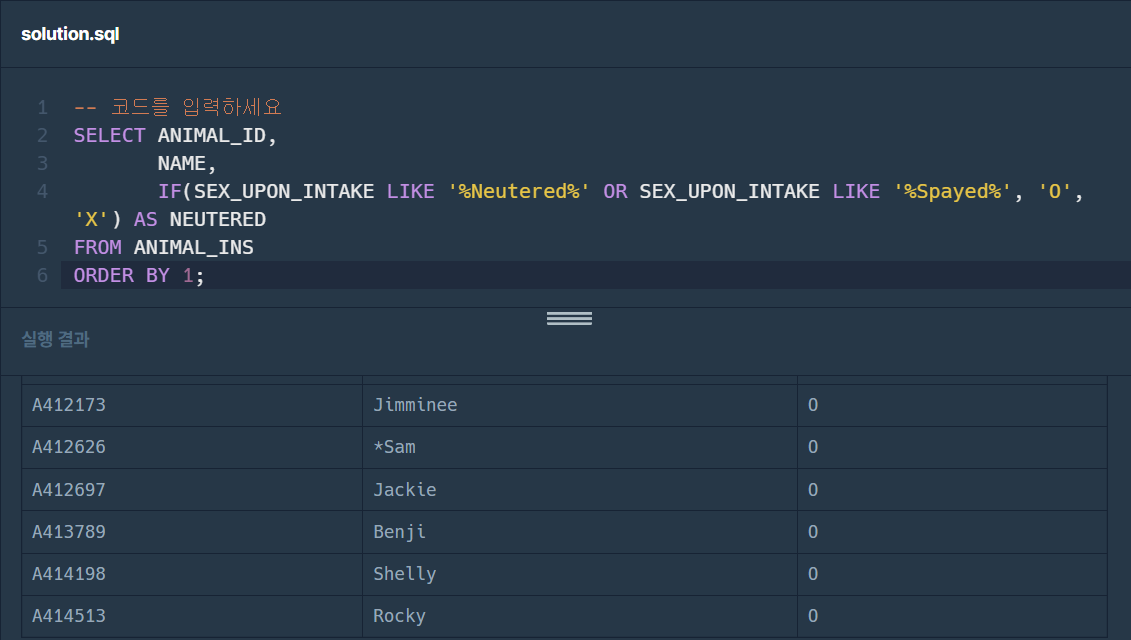 solution.sql
1 -- 코드를 입력하세요
2 SELECT ANIMAL_ID,
3 NAME,
4 IF(SEX_UPON_INTAKE LIKE '%Neutered%' OR SEX_UPON_INTAKE LIKE '%Spayed%', 'O',
'X') AS NEUTERED
5 FROM ANIMAL_INS
6 ORDER BY 1;
실행 결과
A412173 Jimminee O
A412626 *Sam O
A412697 Jackie O
A413789 Benji O
A414198 Shelly O
A414513 Rocky O